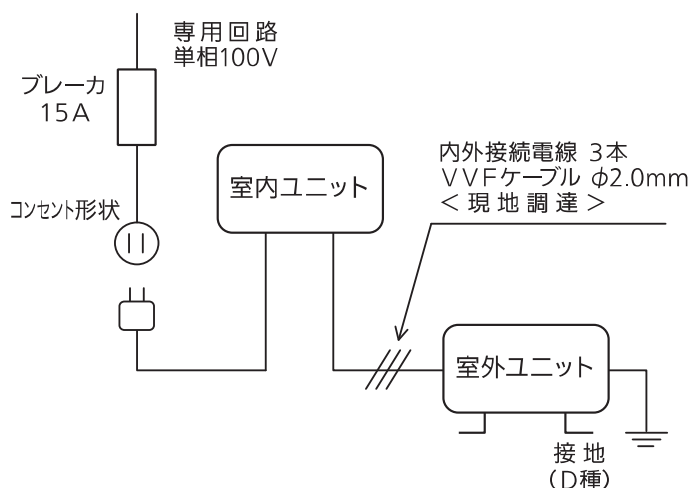 専用回路
単相100V
ブレーカ
15A
コンセント形状
室内ユニット
内外接続電線 3本
VVFケーブル φ2.0mm
<現地調達>
室外ユニット
接地
(D種)